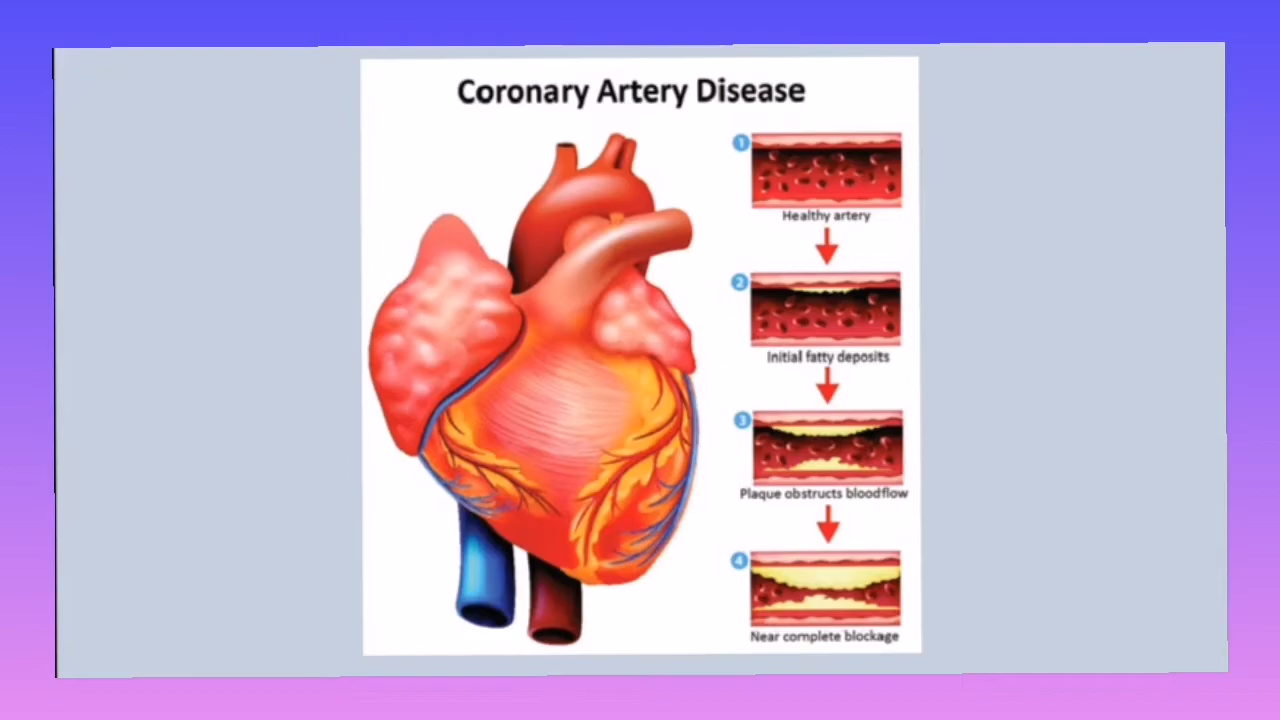 Coronary Artery Disease
1
Healthy artery
2
Initial fatty deposits
3
Plaque obstructs bloodflow
4
Near complete blockage